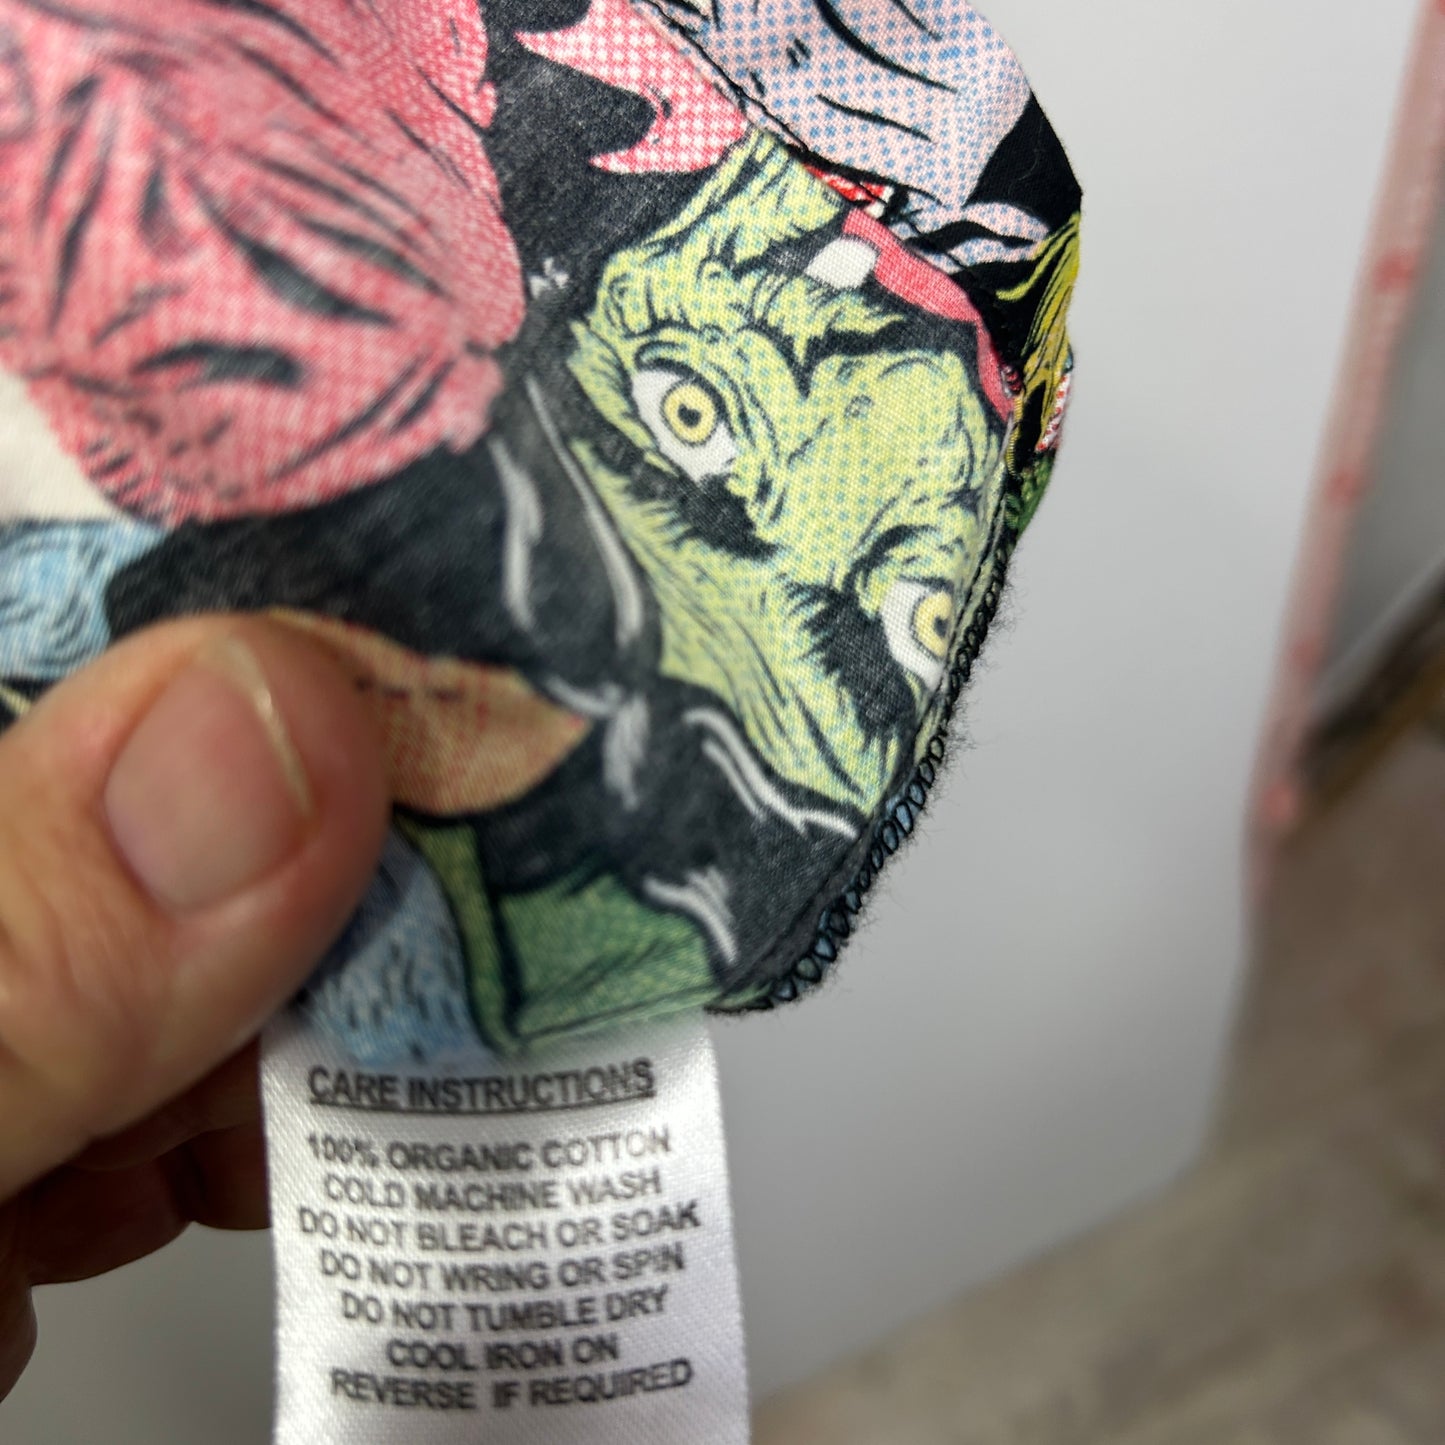 CARE INSTRUCTIONS
100% ORGANIC COTTON
COLD MACHINE WASH
DO NOT BLEACH OR SOAK
DO NOT WRING OR SPIN
DO NOT TUMBLE DRY
COOL IRON ON
REVERSE IF REQUIRED